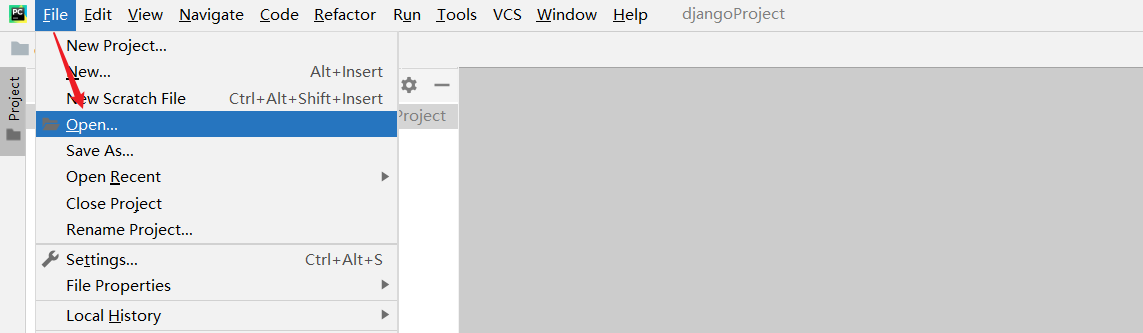 PC File Edit View Navigate Code Refactor Run Tools VCS Window Help djangoProject
New Project...
New... Alt+Insert
New Scratch File Ctrl+Alt+Shift+Insert
Project
Open... Project
Save As...
Open Recent
Close Project
Rename Project...
Settings... Ctrl+Alt+S
File Properties
Local History